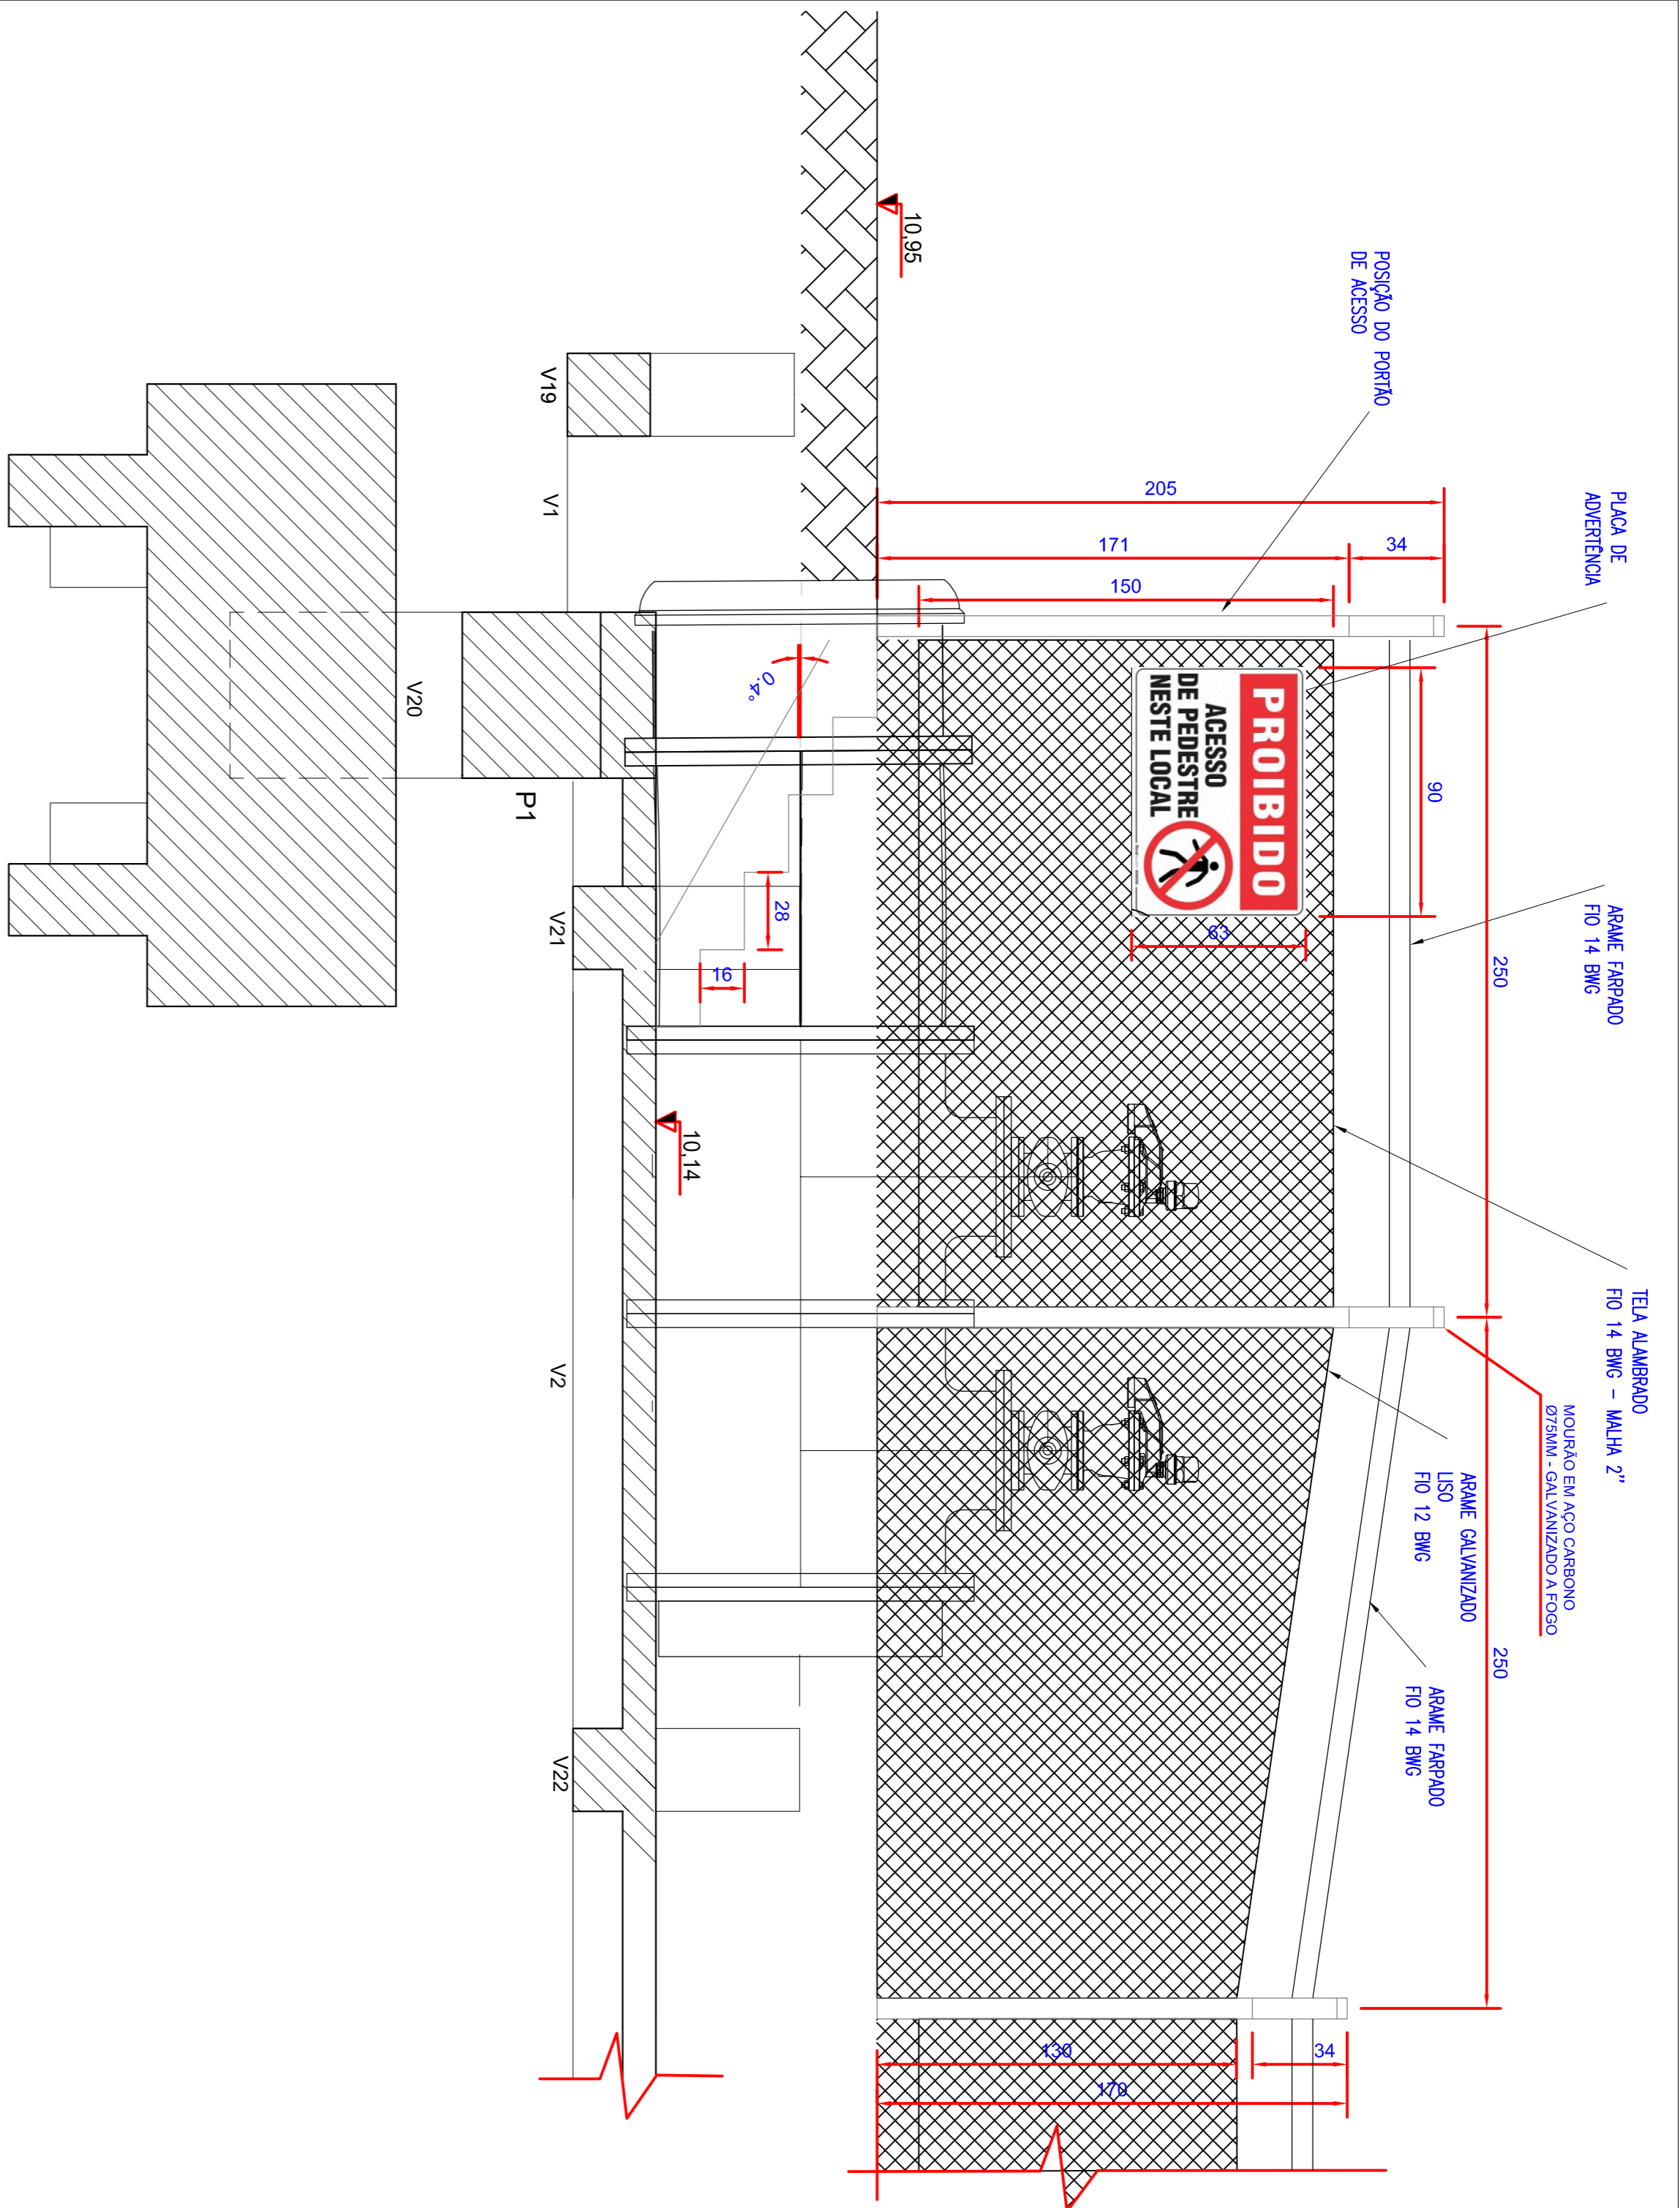 PLACA DE
ADVERTÊNCIA
ARAME FARPADO
FIO 14 BWG
TELA ALAMBRADO
FIO 14 BWG - MALHA 2"
MOURÃO EM AÇO CARBONO
Ø75MM - GALVANIZADO A FOGO
250
250
POSIÇÃO DO PORTÃO
DE ACESSO
ARAME GALVANIZADO
LISO
FIO 12 BWG
ARAME FARPADO
FIO 14 BWG
205
171
34
150
90
63
PROIBIDO
ACESSO
DE PEDESTRE
NESTE LOCAL
34
130
170
10,95
0.4°
28
16
10,14
V19
V1
V20
P1
V21
V2
V22